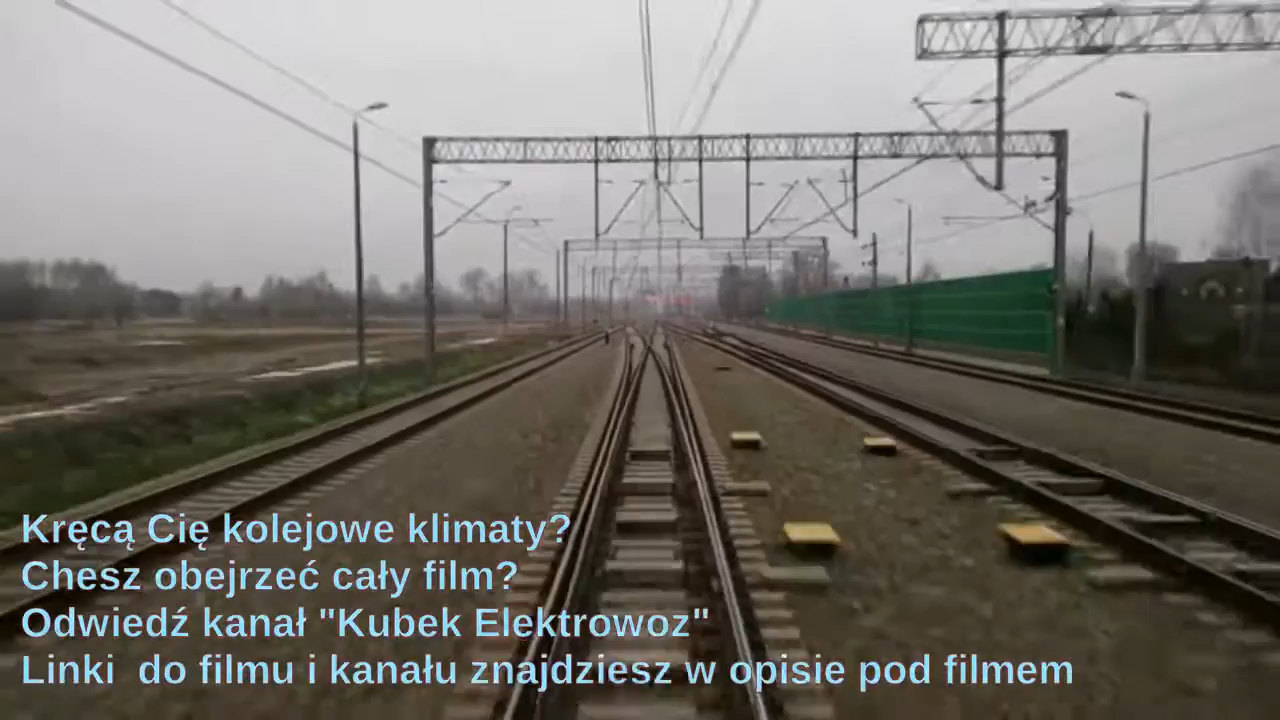 Kręcą Cię kolejowe klimaty?
Chesz obejrzeć cały film?
Odwiedź kanał "Kubek Elektrowoz"
Linki  do filmu i kanału znajdziesz w opisie pod filmem